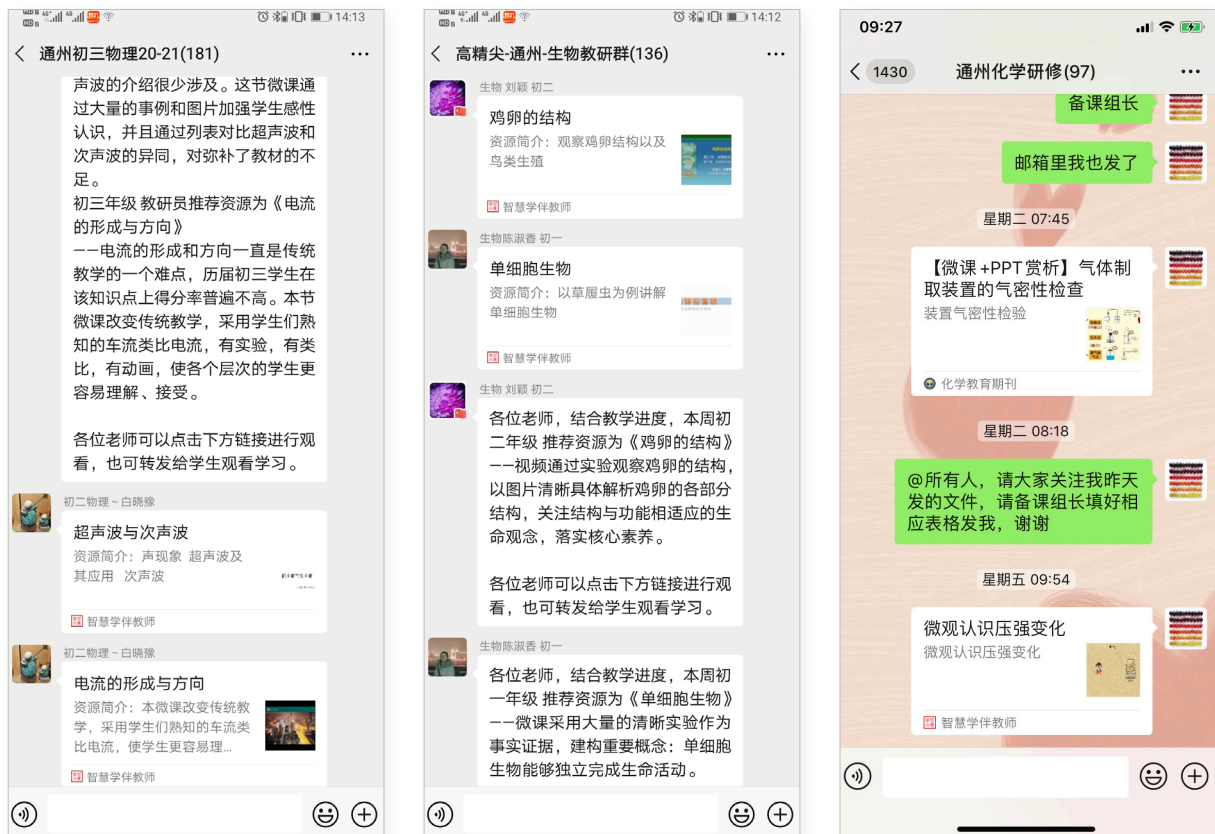 14:13
通州初三物理20-21(181)
声波的介绍很少涉及。这节微课通
过大量的事例和图片加强学生感性
认识，并且通过列表对比超声波和
次声波的异同，对弥补了教材的不
足。
初三年级 教研员推荐资源为《电流
的形成与方向》
——电流的形成和方向一直是传统
教学的一个难点，历届初三学生在
该知识点上得分率普遍不高。本节
微课改变传统教学，采用学生们熟
知的车流类比电流，有实验，有类
比，有动画，使各个层次的学生更
容易理解、接受。
各位老师可以点击下方链接进行观
看，也可转发给学生观看学习。
初二物理~白晓豫
超声波与次声波
资源简介：声现象 超声波及
其应用 次声波
智慧学伴教师
初二物理~白晓豫
电流的形成与方向
资源简介：本微课改变传统教
学，采用学生们熟知的车流类
比电流，使学生更容易理...
智慧学伴教师
14:12
高精尖-通州-生物教研群(136)
生物 刘颖 初二
鸡卵的结构
资源简介：观察鸡卵结构以及
鸟类生殖
智慧学伴教师
生物陈淑香 初一
单细胞生物
资源简介：以草履虫为例讲解
单细胞生物
智慧学伴教师
生物 刘颖 初二
各位老师，结合教学进度，本周初
二年级 推荐资源为《鸡卵的结构》
——视频通过实验观察鸡卵的结构，
以图片清晰具体解析鸡卵的各部分
结构，关注结构与功能相适应的生
命观念，落实核心素养。
各位老师可以点击下方链接进行观
看，也可转发给学生观看学习。
生物陈淑香 初一
各位老师，结合教学进度，本周初
一年级 推荐资源为《单细胞生物》
——微课采用大量的清晰实验作为
事实证据，建构重要概念：单细胞
生物能够独立完成生命活动。
09:27
1430
通州化学研修(97)
备课组长
邮箱里我也发了
星期二 07:45
【微课+PPT赏析】气体制
取装置的气密性检查
装置气密性检验
化学教育期刊
星期二 08:18
@所有人，请大家关注我昨天
发的文件，请备课组长填好相
应表格发我，谢谢
星期五 09:54
微观认识压强变化
微观认识压强变化
智慧学伴教师